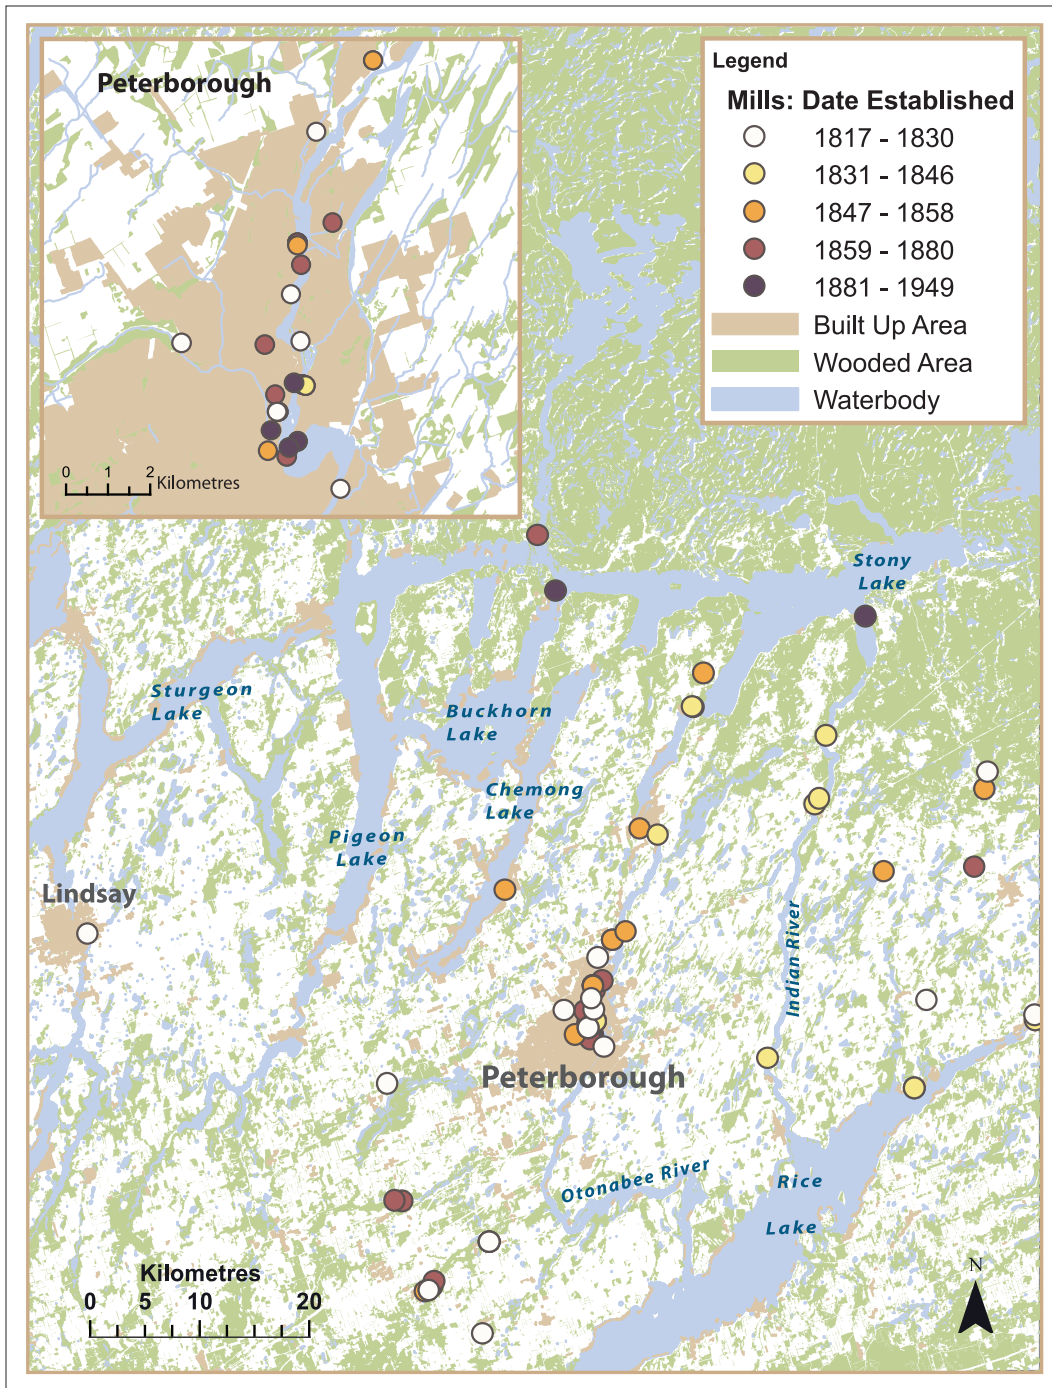 Peterborough
0 1 2
Kilometres
Legend
Mills: Date Established
1817 - 1830
1831 - 1846
1847 - 1858
1859 - 1880
1881 - 1949
Built Up Area
Wooded Area
Waterbody
Stony
Lake
Sturgeon
Lake
Buckhorn
Lake
Chemong
Lake
Pigeon
Lake
Lindsay
Indian River
Peterborough
Otonabee River
Rice
Lake
Kilometres
0 5 10 20
N